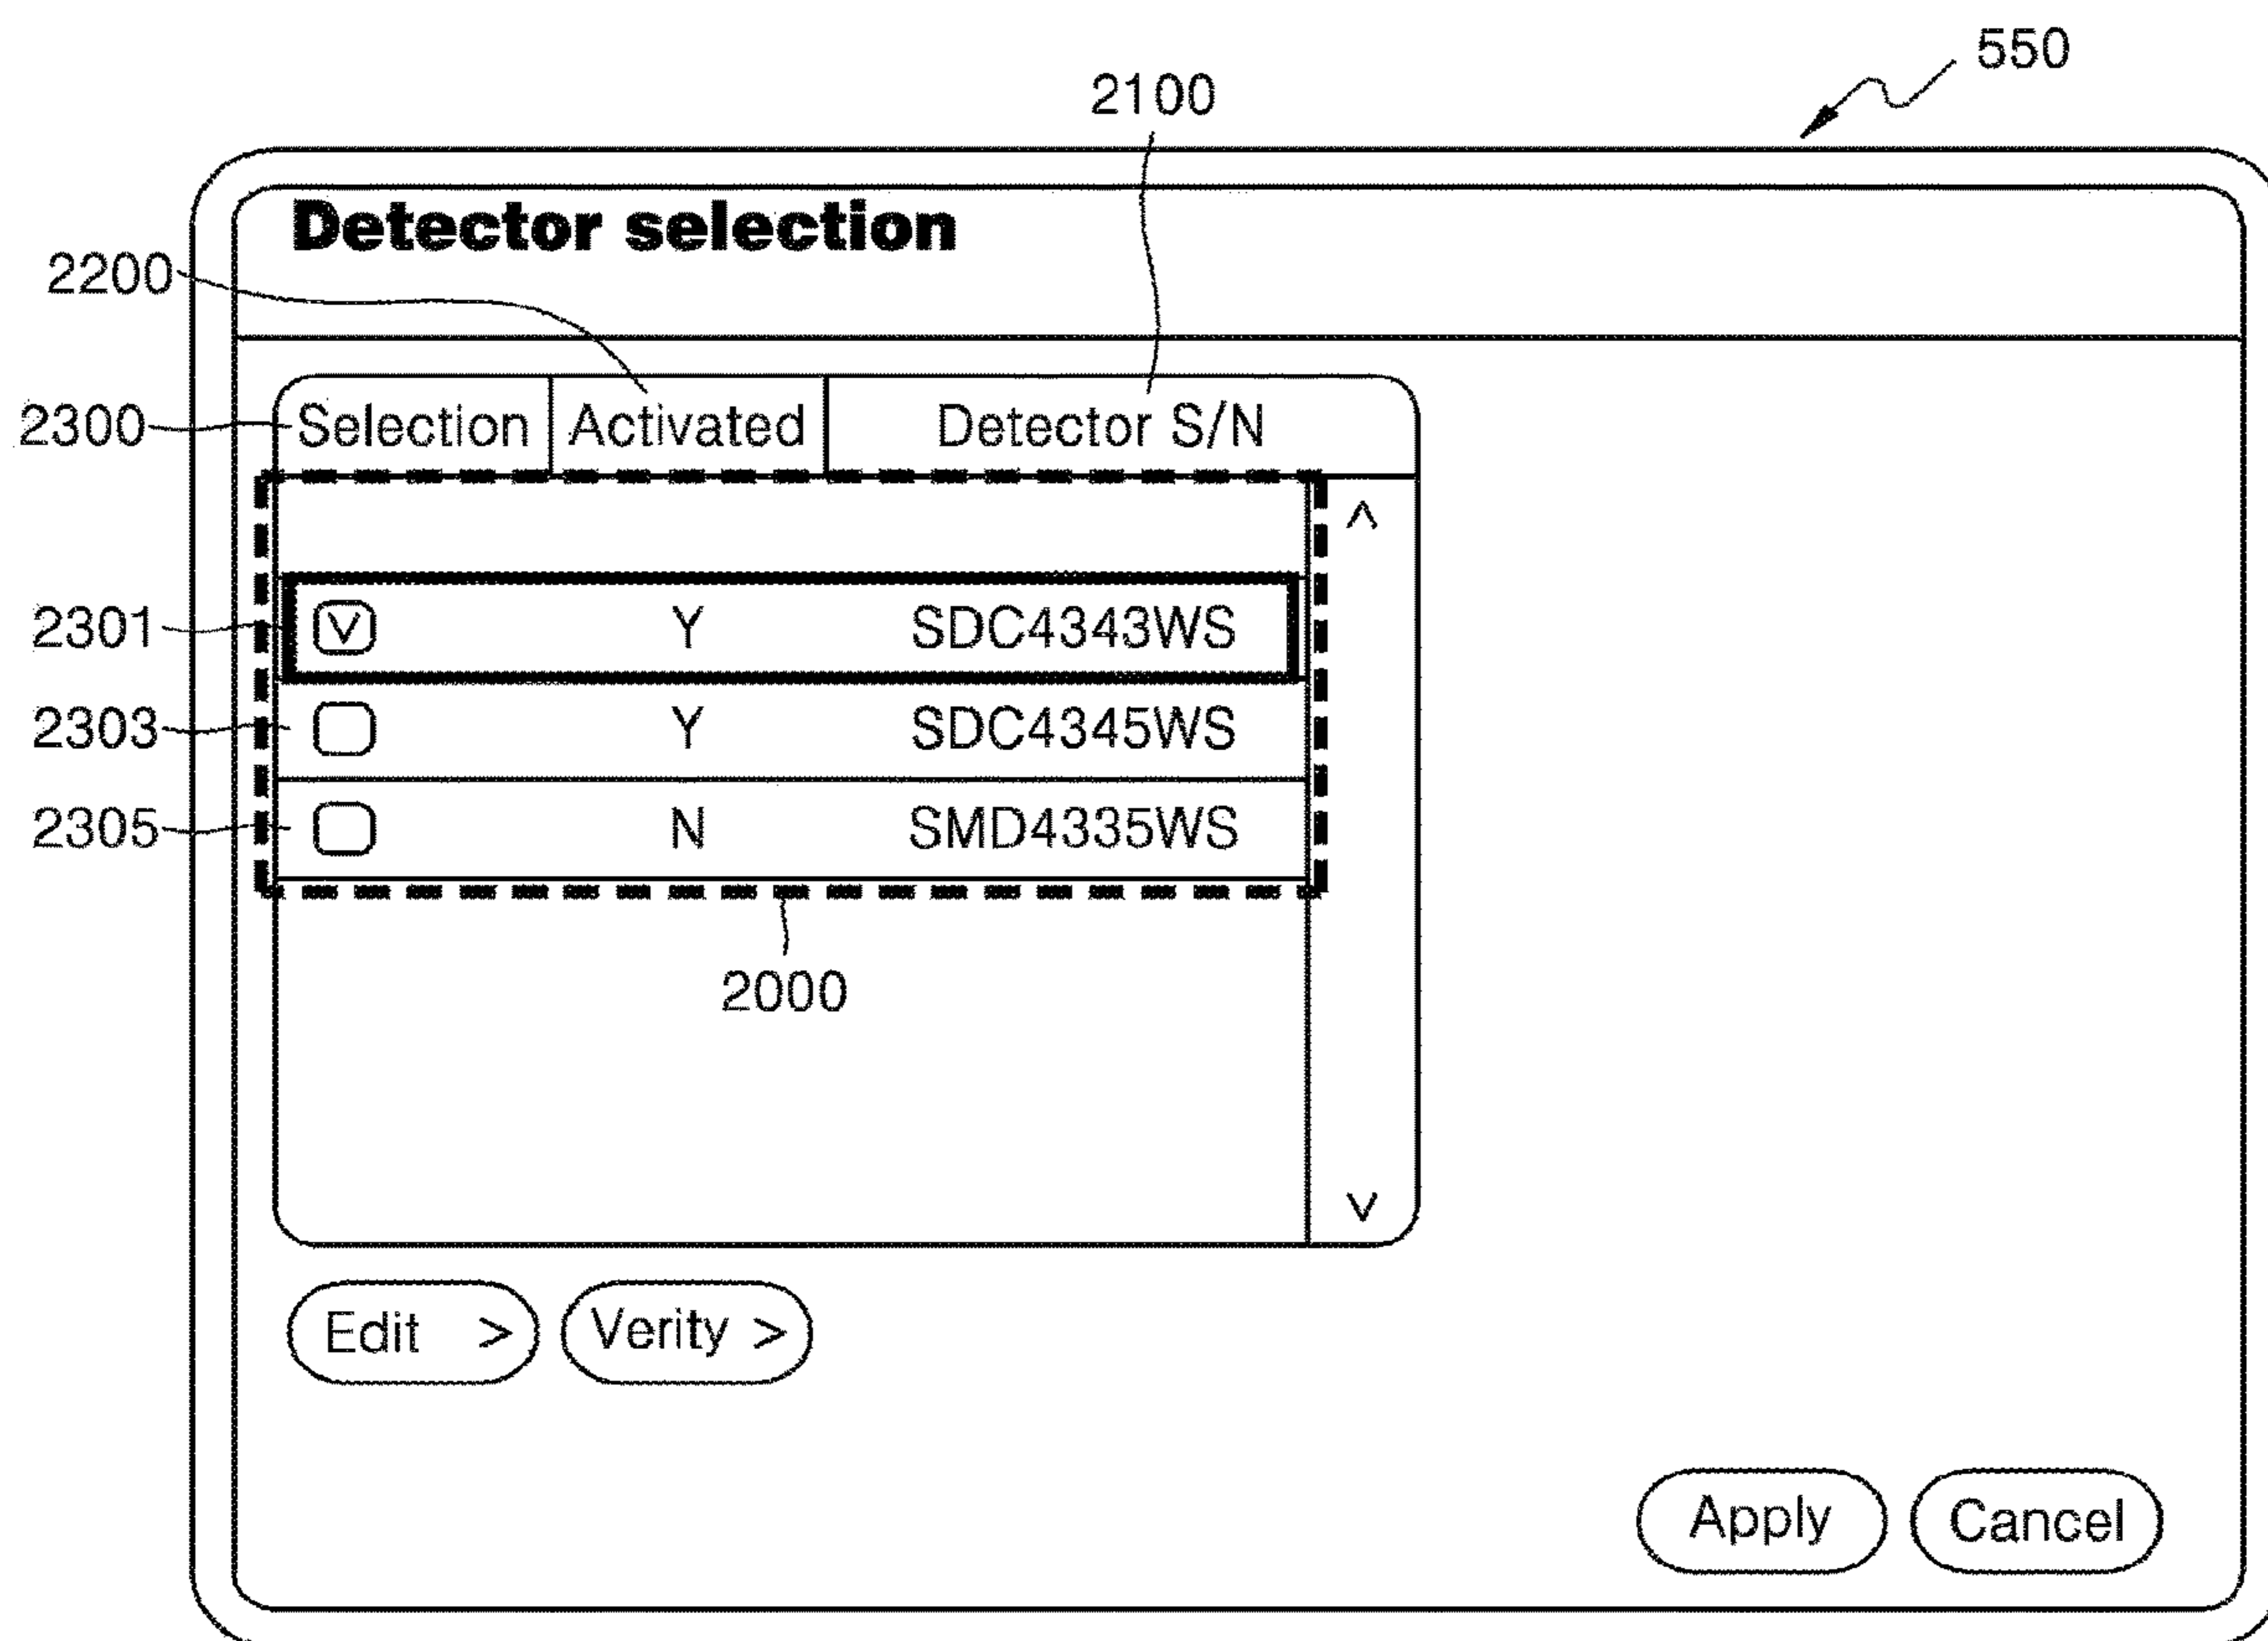 550
2100
Detector selection
2200
2300 Selection Activated Detector S/N
^
2301 V Y SDC4343WS
2303 Y SDC4345WS
2305 N SMD4335WS
2000
V
Edit > Verity >
Apply Cancel